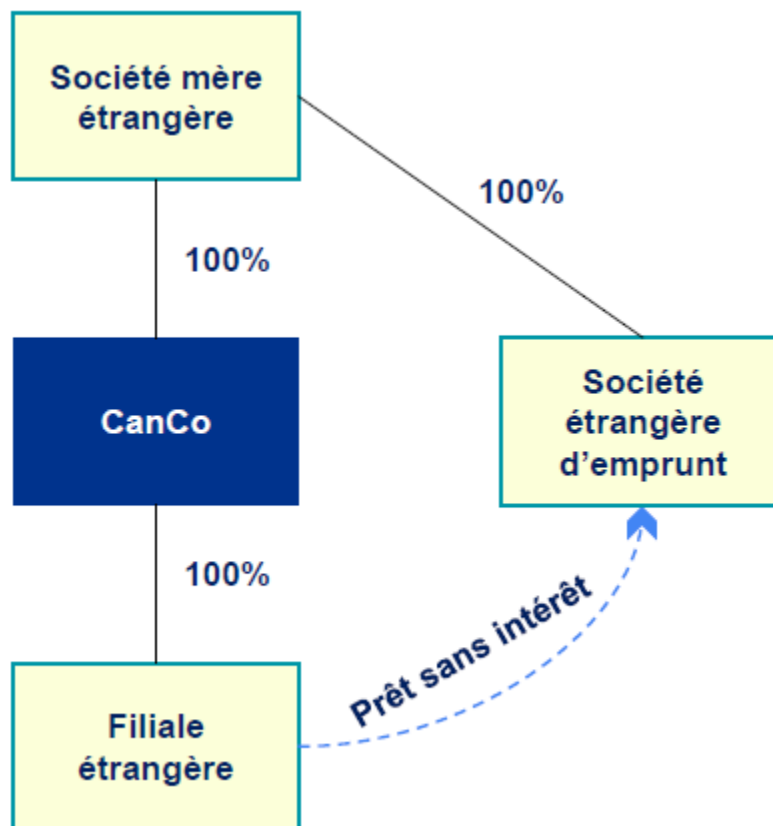 Société mère
étrangère
100%
100%
CanCo
Société
étrangère
d’emprunt
100%
Prêt sans intérêt
Filiale
étrangère